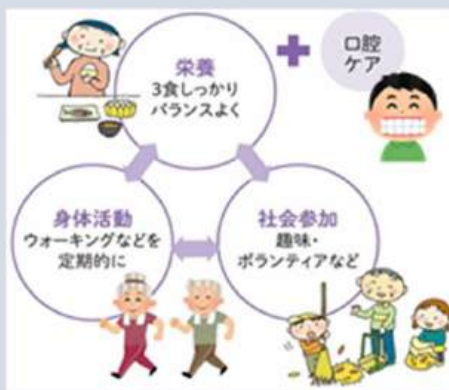 栄養
3食しっかり
バランスよく
口腔
ケア
身体活動
ウォーキングなどを
定期的に
社会参加
趣味・
ボランティアなど